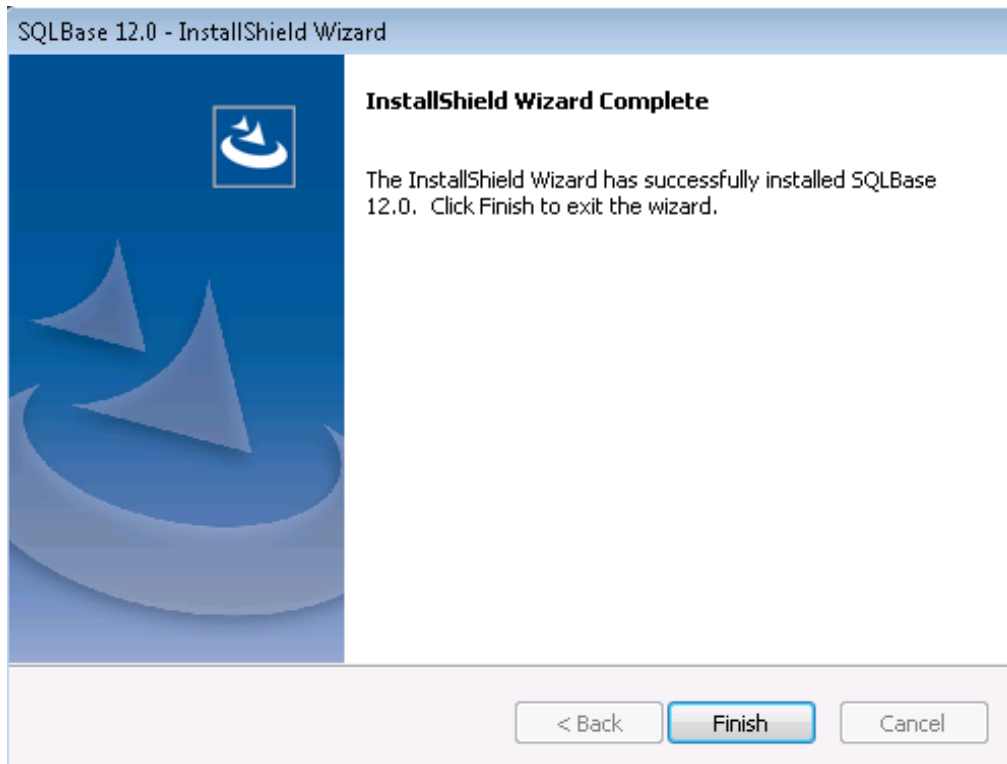 SQLBase 12.0 - InstallShield Wizard
InstallShield Wizard Complete
The InstallShield Wizard has successfully installed SQLBase
12.0. Click Finish to exit the wizard.
< Back Finish Cancel